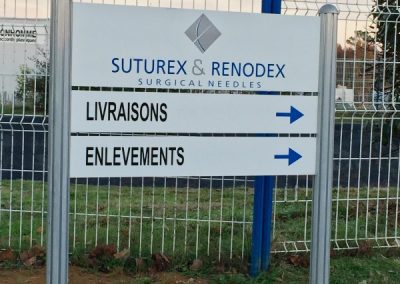 SUTUREX & RENODEX
SURGICAL NEEDLES
LIVRAISONS
ENLEVEMENTS